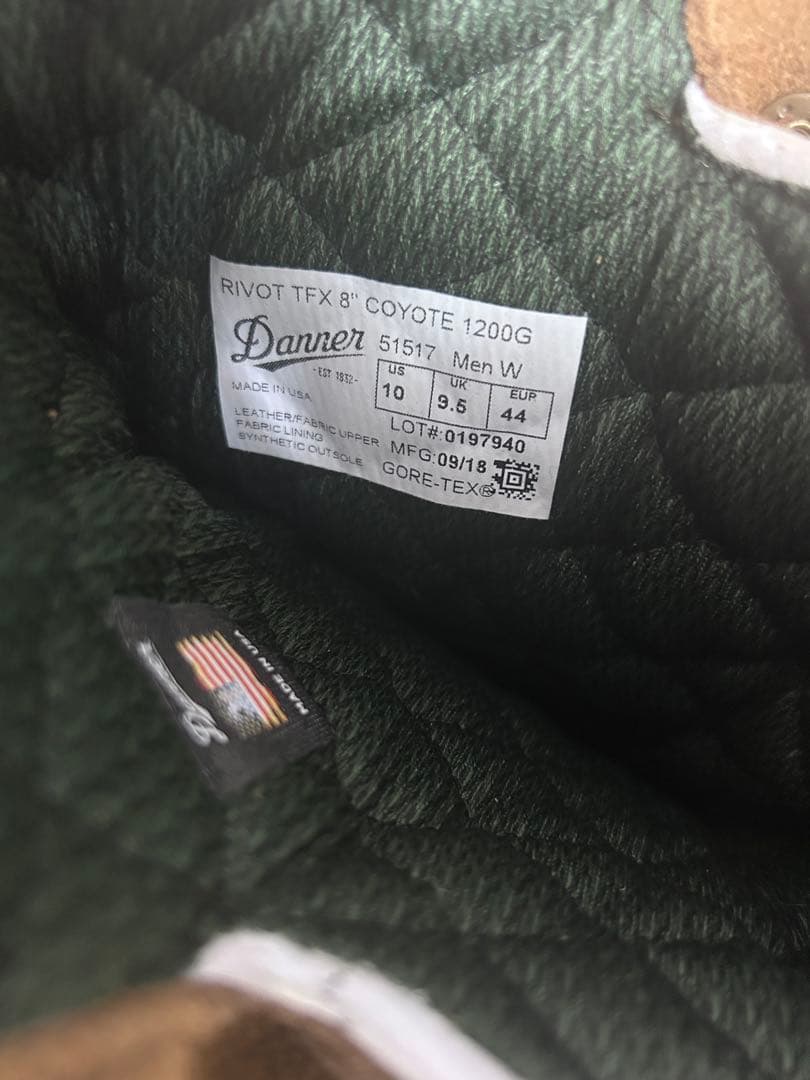 RIVOT TFX 8" COYOTE 1200G
Danner
-EST 1932-
51517 Men W
US UK EUR
10 9.5 44
MADE IN USA
LEATHER/FABRIC UPPER
FABRIC LINING
SYNTHETIC OUTSOLE
LOT#:0197940
MFG:09/18
GORE-TEX®
MADE IN USA
Danner